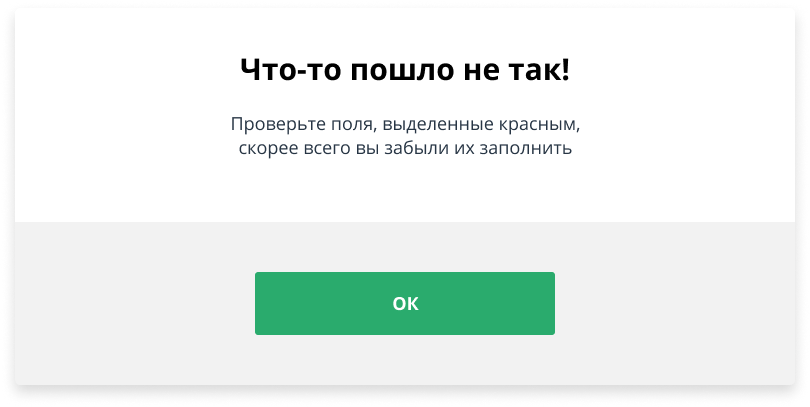 Что-то пошло не так!
Проверьте поля, выделенные красным,
скорее всего вы забыли их заполнить
ОК